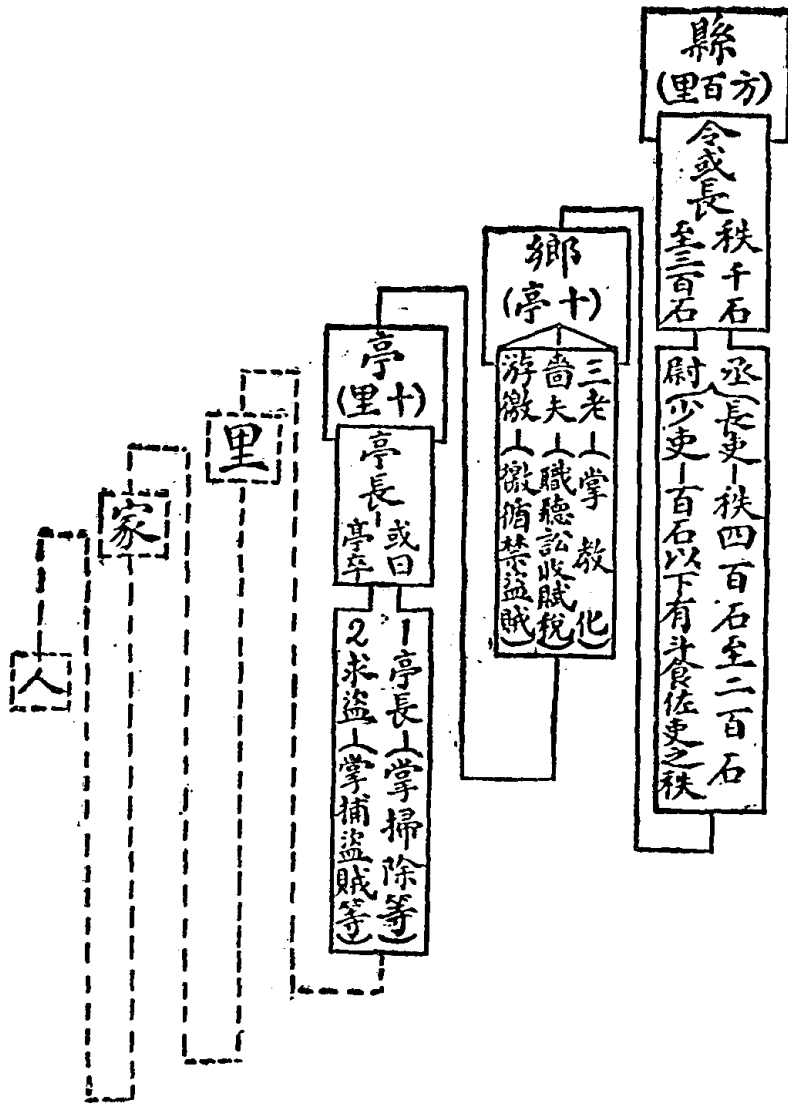 縣
(方百里)
令或長
秩千石
至三百石
丞
尉
長吏—秩四百石至二百石
少吏—百石以下有斗食佐吏之秩
鄉
(十亭)
三老—(掌教化)
嗇夫—(職聽訟收賦稅)
游徼—(徼循禁盜賊)
亭
(十里)
亭長—或曰
亭卒
1亭長—(掌掃除等)
2求盜—(掌捕盜賊等)
里
家
人